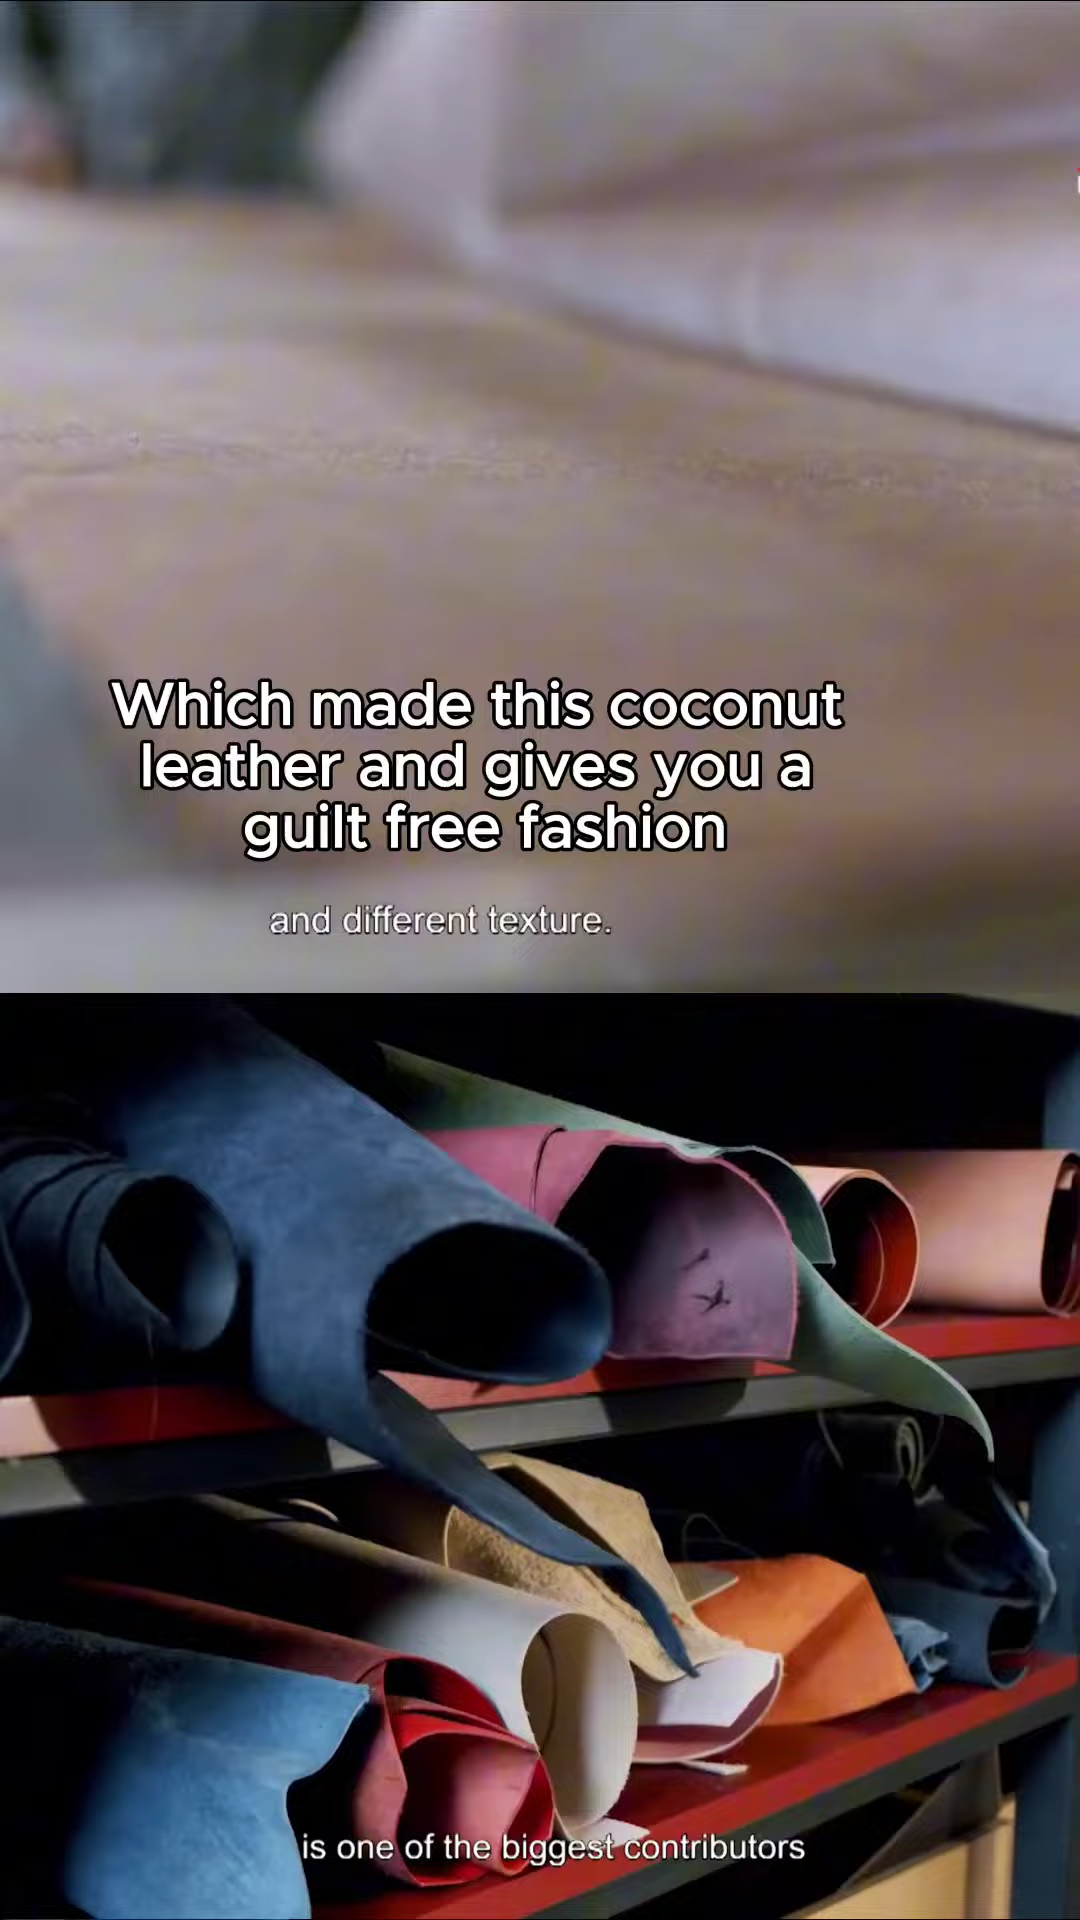 Which made this coconut
leather and gives you a
guilt free fashion
and different texture.
is one of the biggest contributors